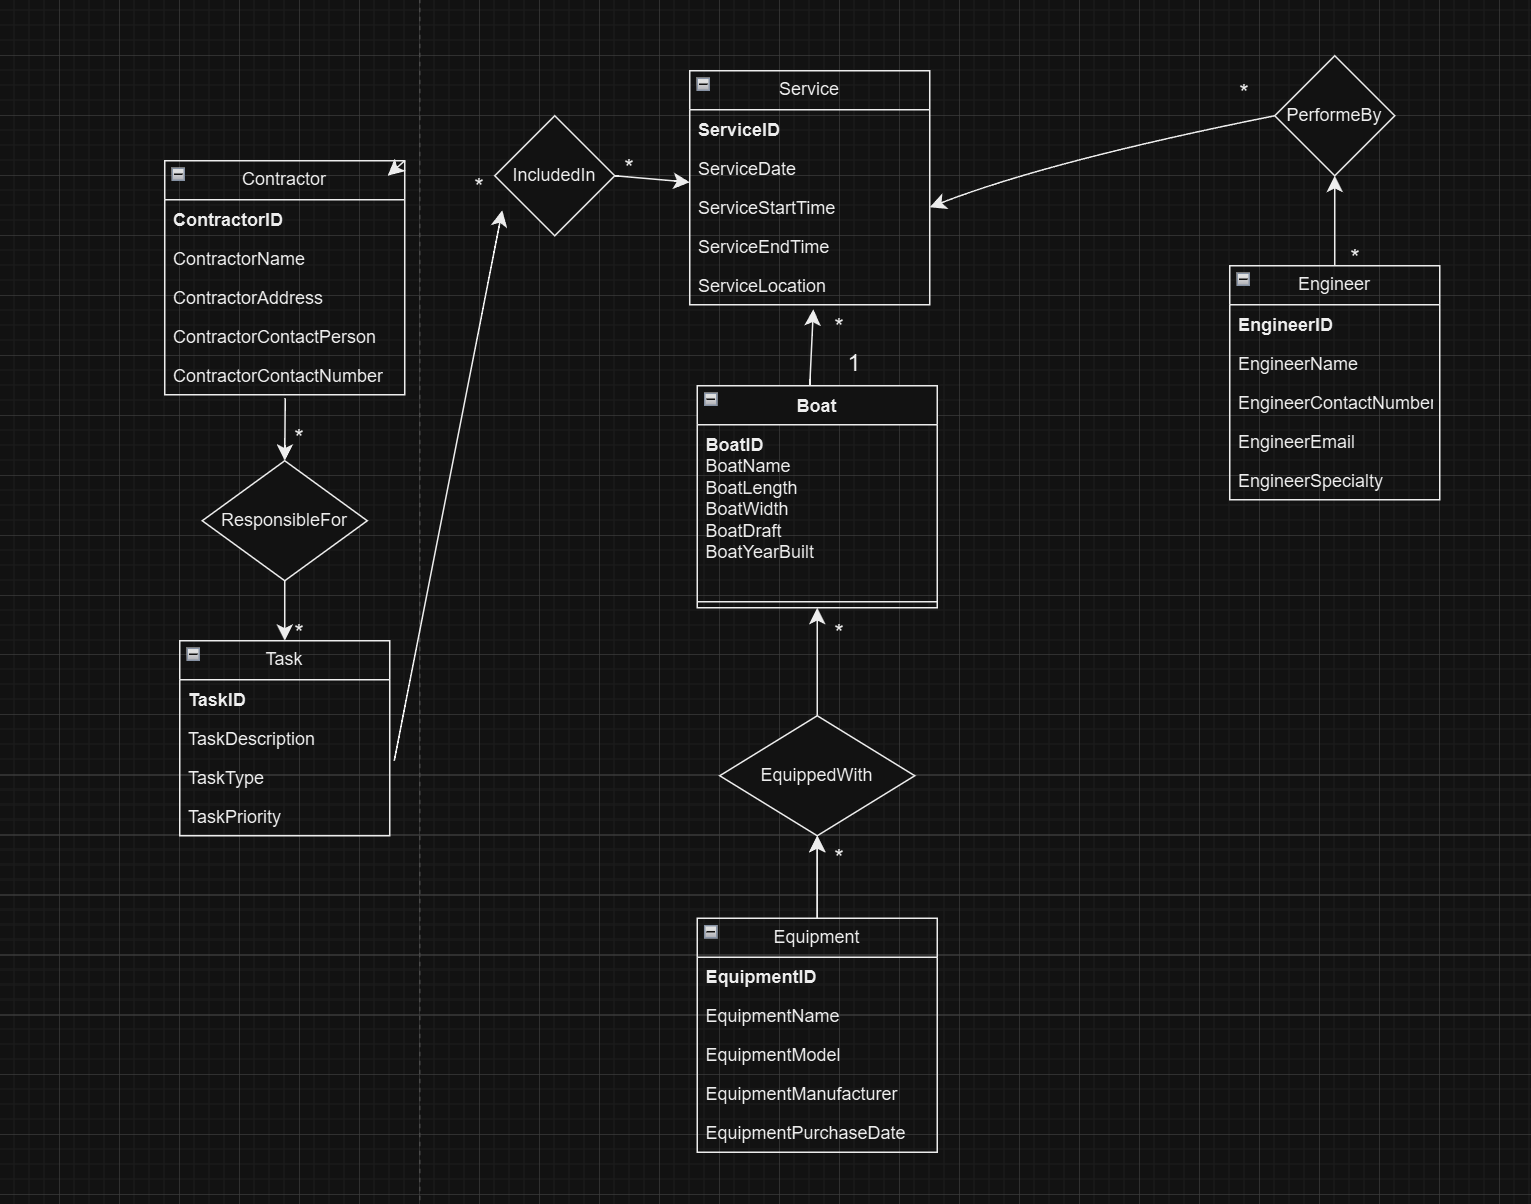 Service
ServiceID
ServiceDate
ServiceStartTime
ServiceEndTime
ServiceLocation
*
PerformeBy
*
Engineer
EngineerID
EngineerName
EngineerContactNumber
EngineerEmail
EngineerSpecialty
IncludedIn
*
*
Contractor
ContractorID
ContractorName
ContractorAddress
ContractorContactPerson
ContractorContactNumber
*
ResponsibleFor
*
Task
TaskID
TaskDescription
TaskType
TaskPriority
*
1
Boat
BoatID
BoatName
BoatLength
BoatWidth
BoatDraft
BoatYearBuilt
*
EquippedWith
*
Equipment
EquipmentID
EquipmentName
EquipmentModel
EquipmentManufacturer
EquipmentPurchaseDate